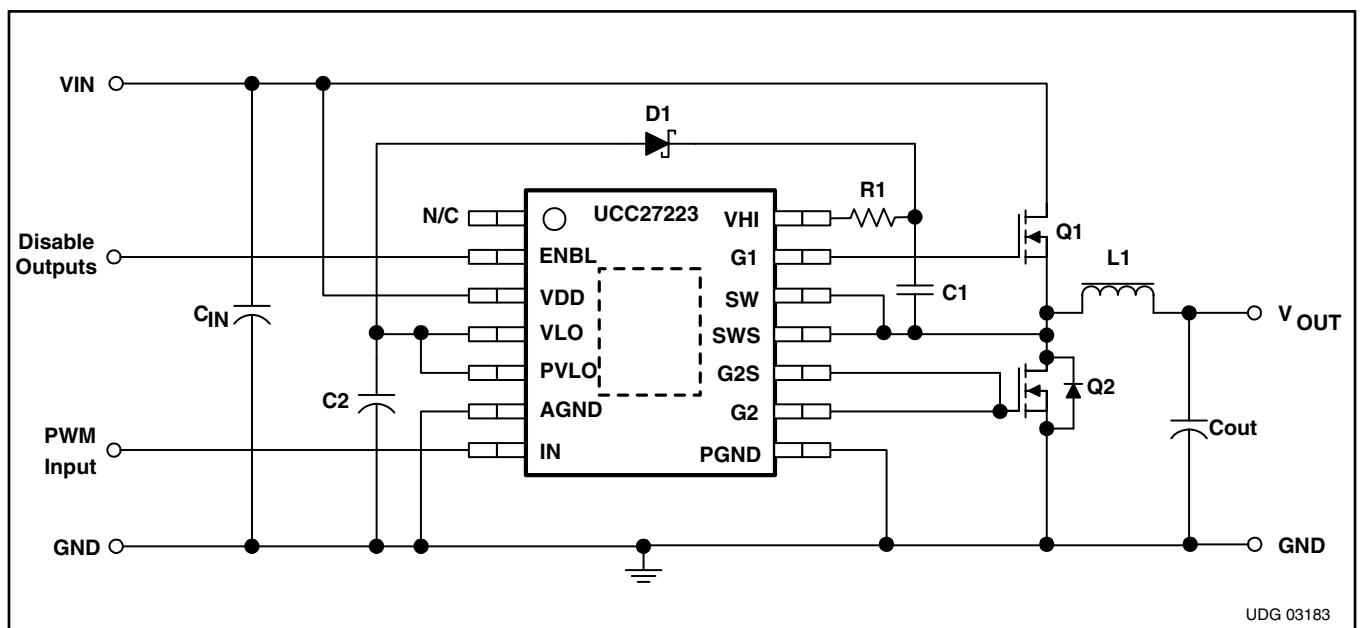 VIN
D1
N/C
UCC27223
VHI
R1
Q1
Disable
Outputs
ENBL
G1
L1
VDD
SW
C1
CIN
VLO
SWS
VOUT
PVLO
G2S
C2
AGND
G2
Q2
Cout
PWM
Input
IN
PGND
GND
GND
UDG 03183